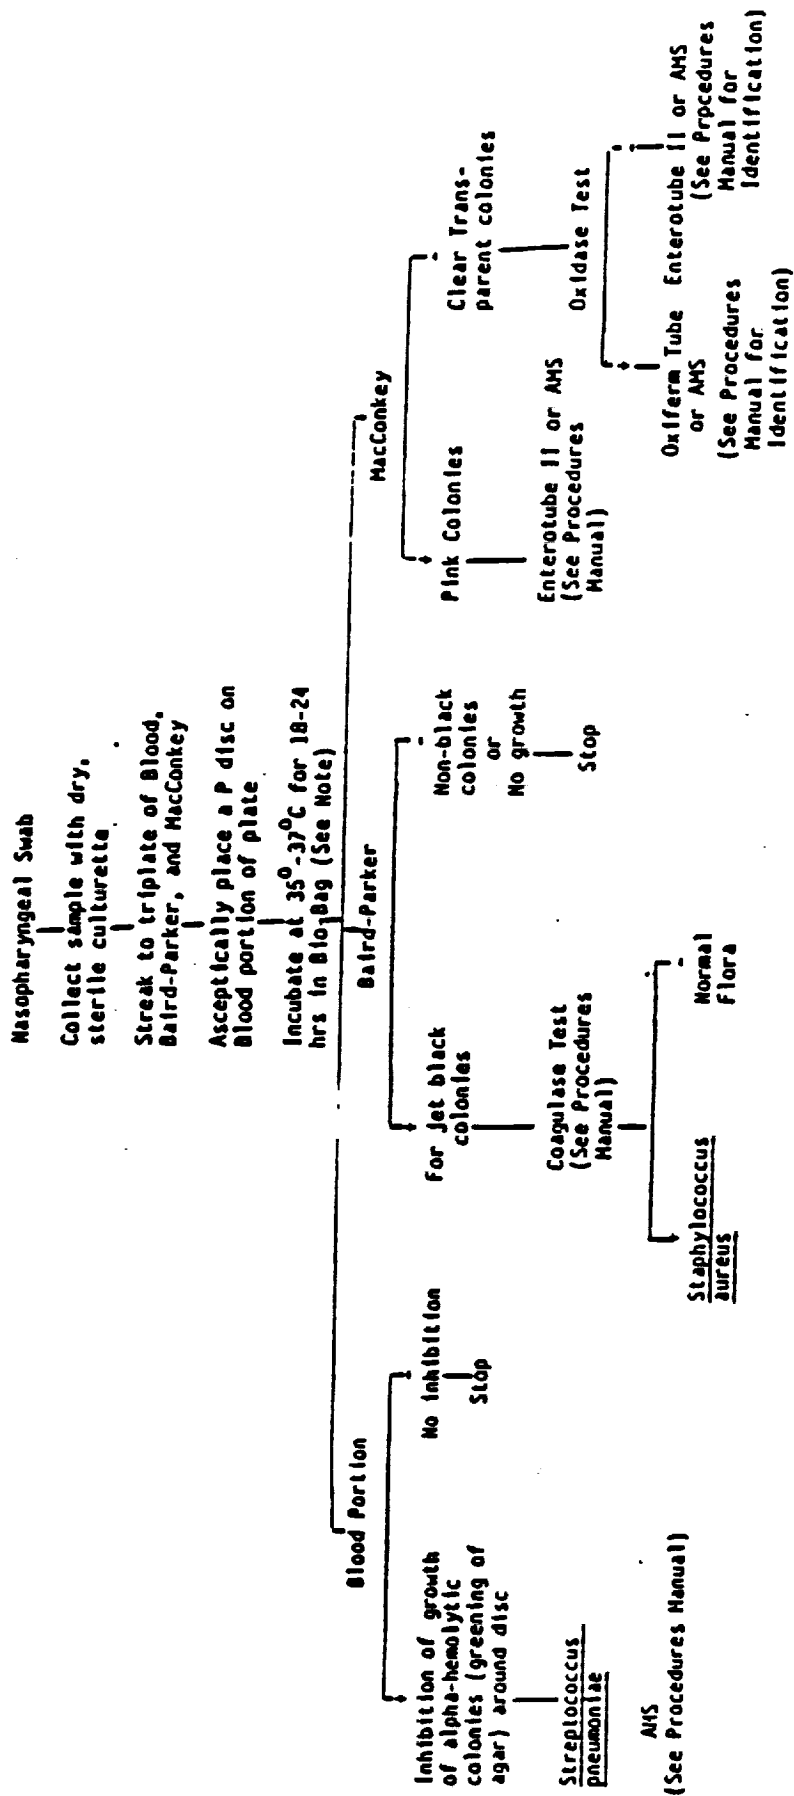 Nasopharyngeal Swab
Collect sample with dry,
sterile culturette
Streak to triplate of Blood,
Baird-Parker, and MacConkey
Asceptically place a P disc on
Blood portion of plate
Incubate at 35°-37°C for 18-24
hrs in Bio-Bag (See Note)
Blood Portion
Inhibition of growth
of alpha-hemolytic
colonies (greening of
agar) around disc
Streptococcus
pneumoniae
AMS
(See Procedures Manual)
No Inhibition
Stop
Baird-Parker
+
For jet black
colonies
Coagulase Test
(See Procedures
Manual)
Staphylococcus
aureus
-
Normal
Flora
-
Non-black
colonies
or
No growth
Stop
MacConkey
+
Pink Colonies
Enterotube II or AMS
(See Procedures
Manual)
-
Clear Trans-
parent colonies
Oxidase Test
+
Oxiferm Tube
or AMS
(See Procedures
Manual for
Identification)
-
Enterotube II or AMS
(See Prpcedures
Manual for
Identification)